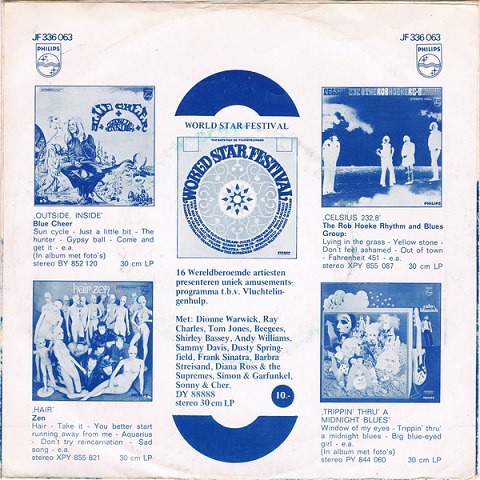 JF 336 063
PHILIPS
JF 336 063
PHILIPS
BLUE CHEER
‚OUTSIDE, INSIDE’
Blue Cheer
Sun cycle - Just a little bit - The
hunter - Gypsy ball - Come and
get it - e.a.
(In album met foto's)
stereo BY 852 120 30 cm LP
hair zen
‚HAIR’
Zen
Hair - Take it - You better start
running away from me - Aquarius
- Don't try reincarnation - Sad
song - e.a.
stereo XPY 855 821 30 cm LP
WORLD STAR FESTIVAL
WORLD STAR FESTIVAL
16 Wereldberoemde artiesten
presenteren uniek amusements-
programma t.b.v. Vluchtelin-
genhulp.
Met: Dionne Warwick, Ray
Charles, Tom Jones, Beegees,
Shirley Bassey, Andy Williams,
Sammy Davis, Dusty Spring-
field, Frank Sinatra, Barbra
Streisand, Diana Ross & the
Supremes, Simon & Garfunkel,
Sonny & Cher.
DY 88888
stereo 30 cm LP
10.-
PHILIPS
‚CELSIUS 232,8’
The Rob Hoeke Rhythm and Blues
Group:
Lying in the grass - Yellow stone -
Don't feel ashamed - Out of town
- Fahrenheit 451 - e.a.
stereo XPY 855 087 30 cm LP
‚TRIPPIN' THRU' A
MIDNIGHT BLUES’
Window of my eyes - Trippin' thru'
a midnight blues - Big blue-eyed
girl - e.a.
(In album met foto's)
stereo PY 844 060 30 cm LP